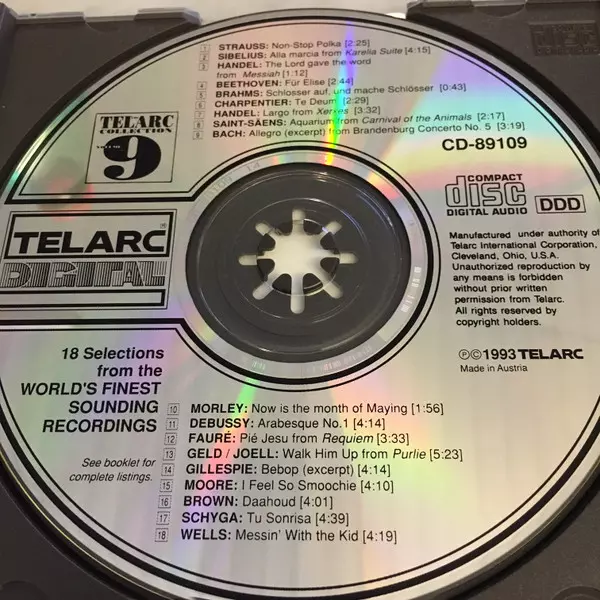 1 STRAUSS: Non-Stop Polka [2:25]
2 SIBELIUS: Alla marcia from Karelia Suite [4:15]
3 HANDEL: The Lord gave the word
from Messiah [1:12]
4 BEETHOVEN: Für Elise [2:44]
5 BRAHMS: Schlosser auf, und mache Schlösser [0:43]
6 CHARPENTIER: Te Deum [2:29]
7 HANDEL: Largo from Xerxes [3:32]
8 SAINT-SAËNS: Aquarium from Carnival of the Animals [2:17]
9 BACH: Allegro (excerpt) from Brandenburg Concerto No. 5 [3:19]
TELARC
COLLECTION
VOLUME
9
CD-89109
COMPACT
disc
DIGITAL AUDIO
DDD
TELARC®
DIGITAL
Manufactured under authority of
Telarc International Corporation,
Cleveland, Ohio, U.S.A.
Unauthorized reproduction by
any means is forbidden
without prior written
permission from Telarc.
All rights reserved by
copyright holders.
℗©1993 TELARC
Made in Austria
18 Selections
from the
WORLD'S FINEST
SOUNDING
RECORDINGS
See booklet for
complete listings.
10 MORLEY: Now is the month of Maying [1:56]
11 DEBUSSY: Arabesque No.1 [4:14]
12 FAURÉ: Pié Jesu from Requiem [3:33]
13 GELD / JOELL: Walk Him Up from Purlie [5:23]
14 GILLESPIE: Bebop (excerpt) [4:14]
15 MOORE: I Feel So Smoochie [4:10]
16 BROWN: Daahoud [4:01]
17 SCHYGA: Tu Sonrisa [4:39]
18 WELLS: Messin' With the Kid [4:19]